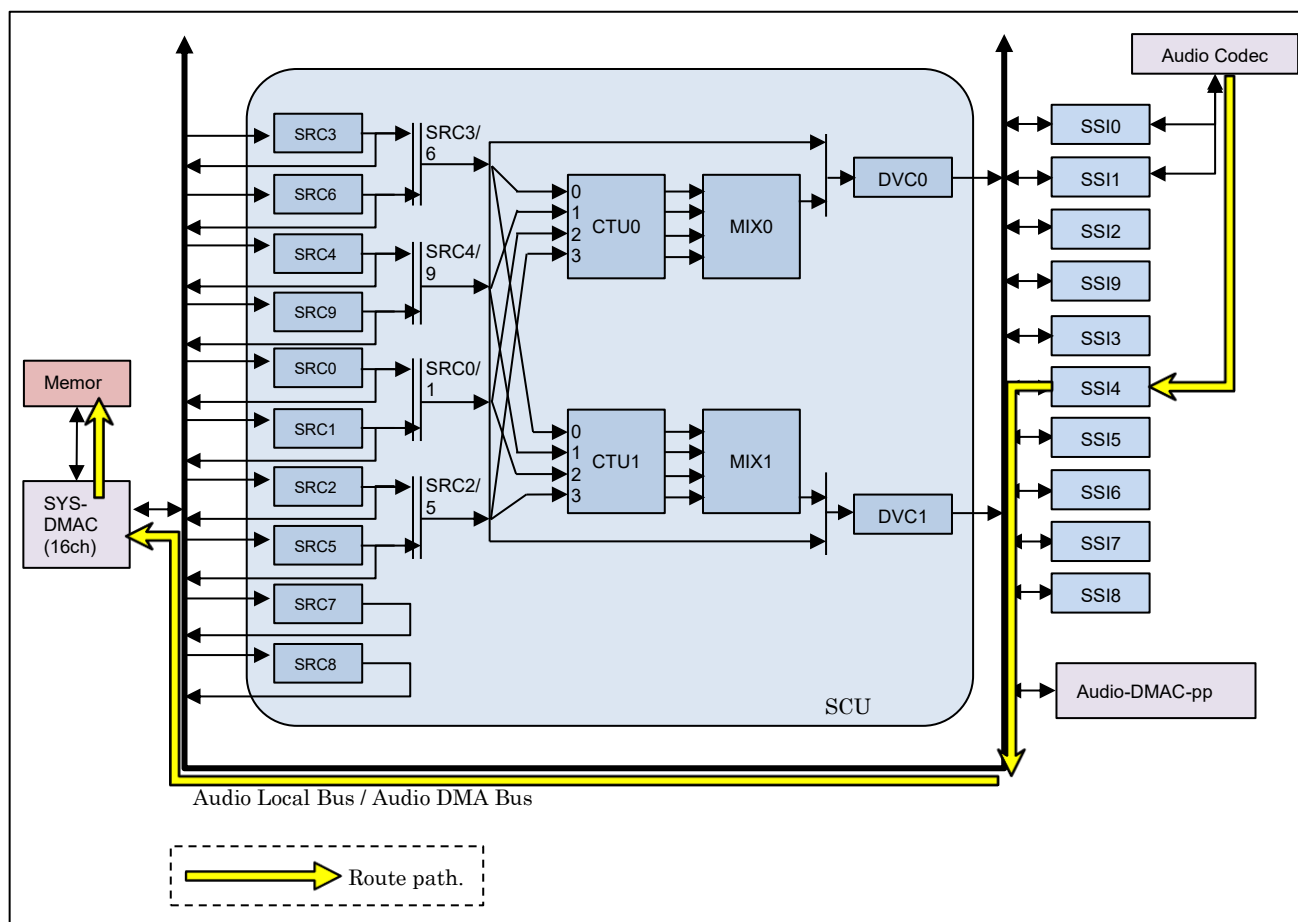 Audio Codec
SRC3
SRC3/
6
SSI0
SRC6
0
1
2
3
CTU0
MIX0
DVC0
SSI1
SRC4
SRC4/
9
SSI2
SRC9
SSI9
SRC0
SRC0/
1
SSI3
Memor
SSI4
SRC1
0
1
2
3
CTU1
MIX1
SSI5
SRC2
SRC2/
5
DVC1
SSI6
SYS-
DMAC
(16ch)
SRC5
SSI7
SRC7
SSI8
SRC8
SCU
Audio-DMAC-pp
Audio Local Bus / Audio DMA Bus
Route path.